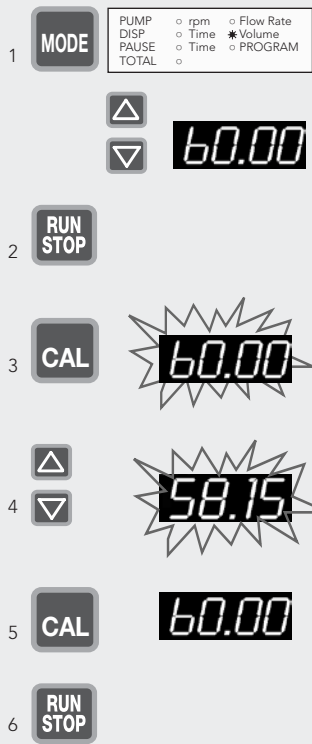 PUMP ○ rpm ○ Flow Rate
DISP ○ Time ✷ Volume
PAUSE ○ Time ○ PROGRAM
TOTAL ○
1 MODE
60.00
2 RUN
STOP
3 CAL 60.00
4 58.15
5 CAL 60.00
6 RUN
STOP